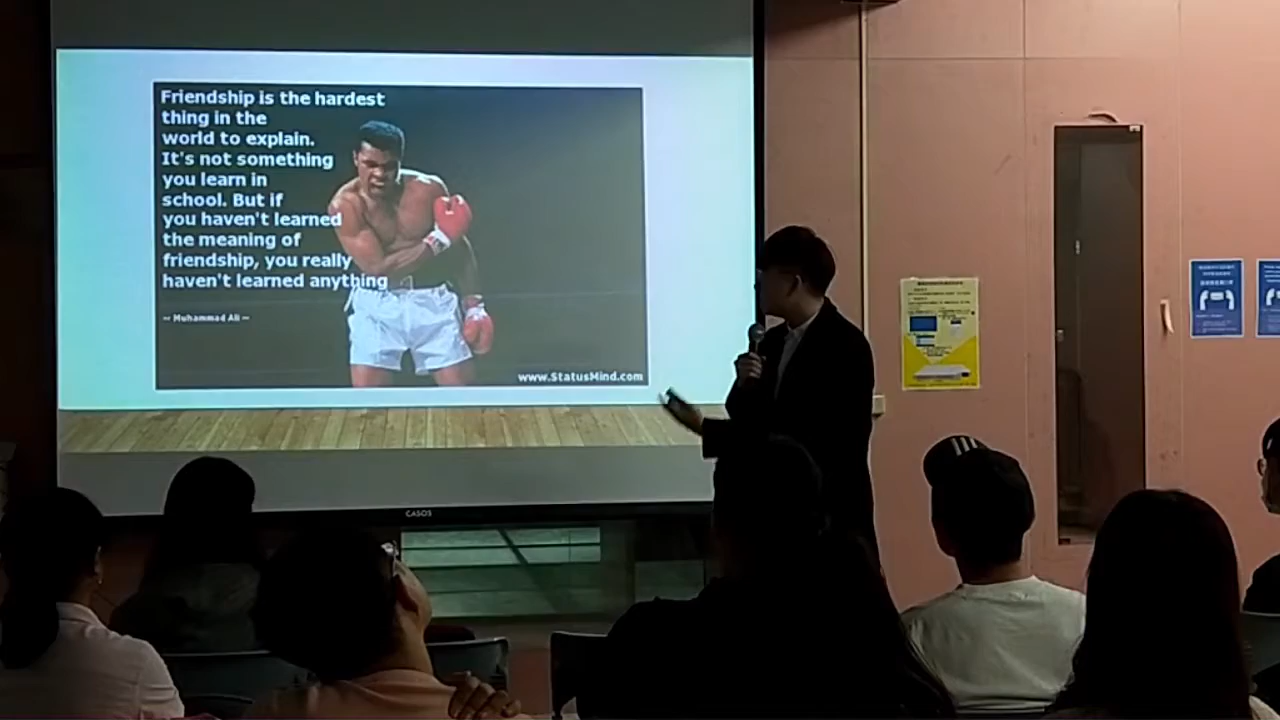 Friendship is the hardest
thing in the
world to explain.
It's not something
you learn in
school. But if
you haven't learned
the meaning of
friendship, you really
haven't learned anything
~ Muhammad Ali ~
www.StatusMind.com
CASOS